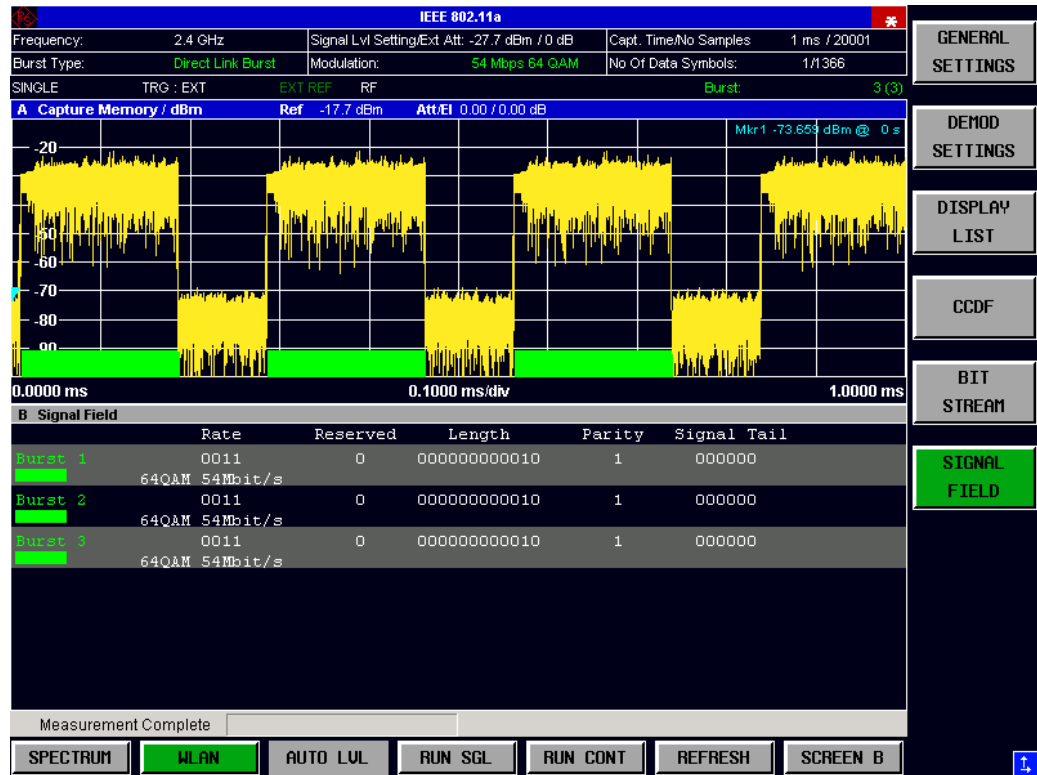 IEEE 802.11a
Frequency: 2.4 GHz Signal Lvl Setting/Ext Att: -27.7 dBm / 0 dB Capt. Time/No Samples 1 ms / 20001
Burst Type: Direct Link Burst Modulation: 54 Mbps 64 QAM No Of Data Symbols: 1/1366
SINGLE TRG : EXT EXT REF RF Burst: 3 (3)
A Capture Memory / dBm Ref -17.7 dBm Att/El 0.00 / 0.00 dB
Mkr1 -73.659 dBm @ 0 s
-20
-60
-70
-80
0.0000 ms 0.1000 ms/div 1.0000 ms
B Signal Field
Rate Reserved Length Parity Signal Tail
Burst 1 0011 0 000000000010 1 000000
64QAM 54Mbit/s
Burst 2 0011 0 000000000010 1 000000
64QAM 54Mbit/s
Burst 3 0011 0 000000000010 1 000000
64QAM 54Mbit/s
Measurement Complete
SPECTRUM WLAN AUTO LVL RUN SGL RUN CONT REFRESH SCREEN B
GENERAL
SETTINGS
DEMOD
SETTINGS
DISPLAY
LIST
CCDF
BIT
STREAM
SIGNAL
FIELD